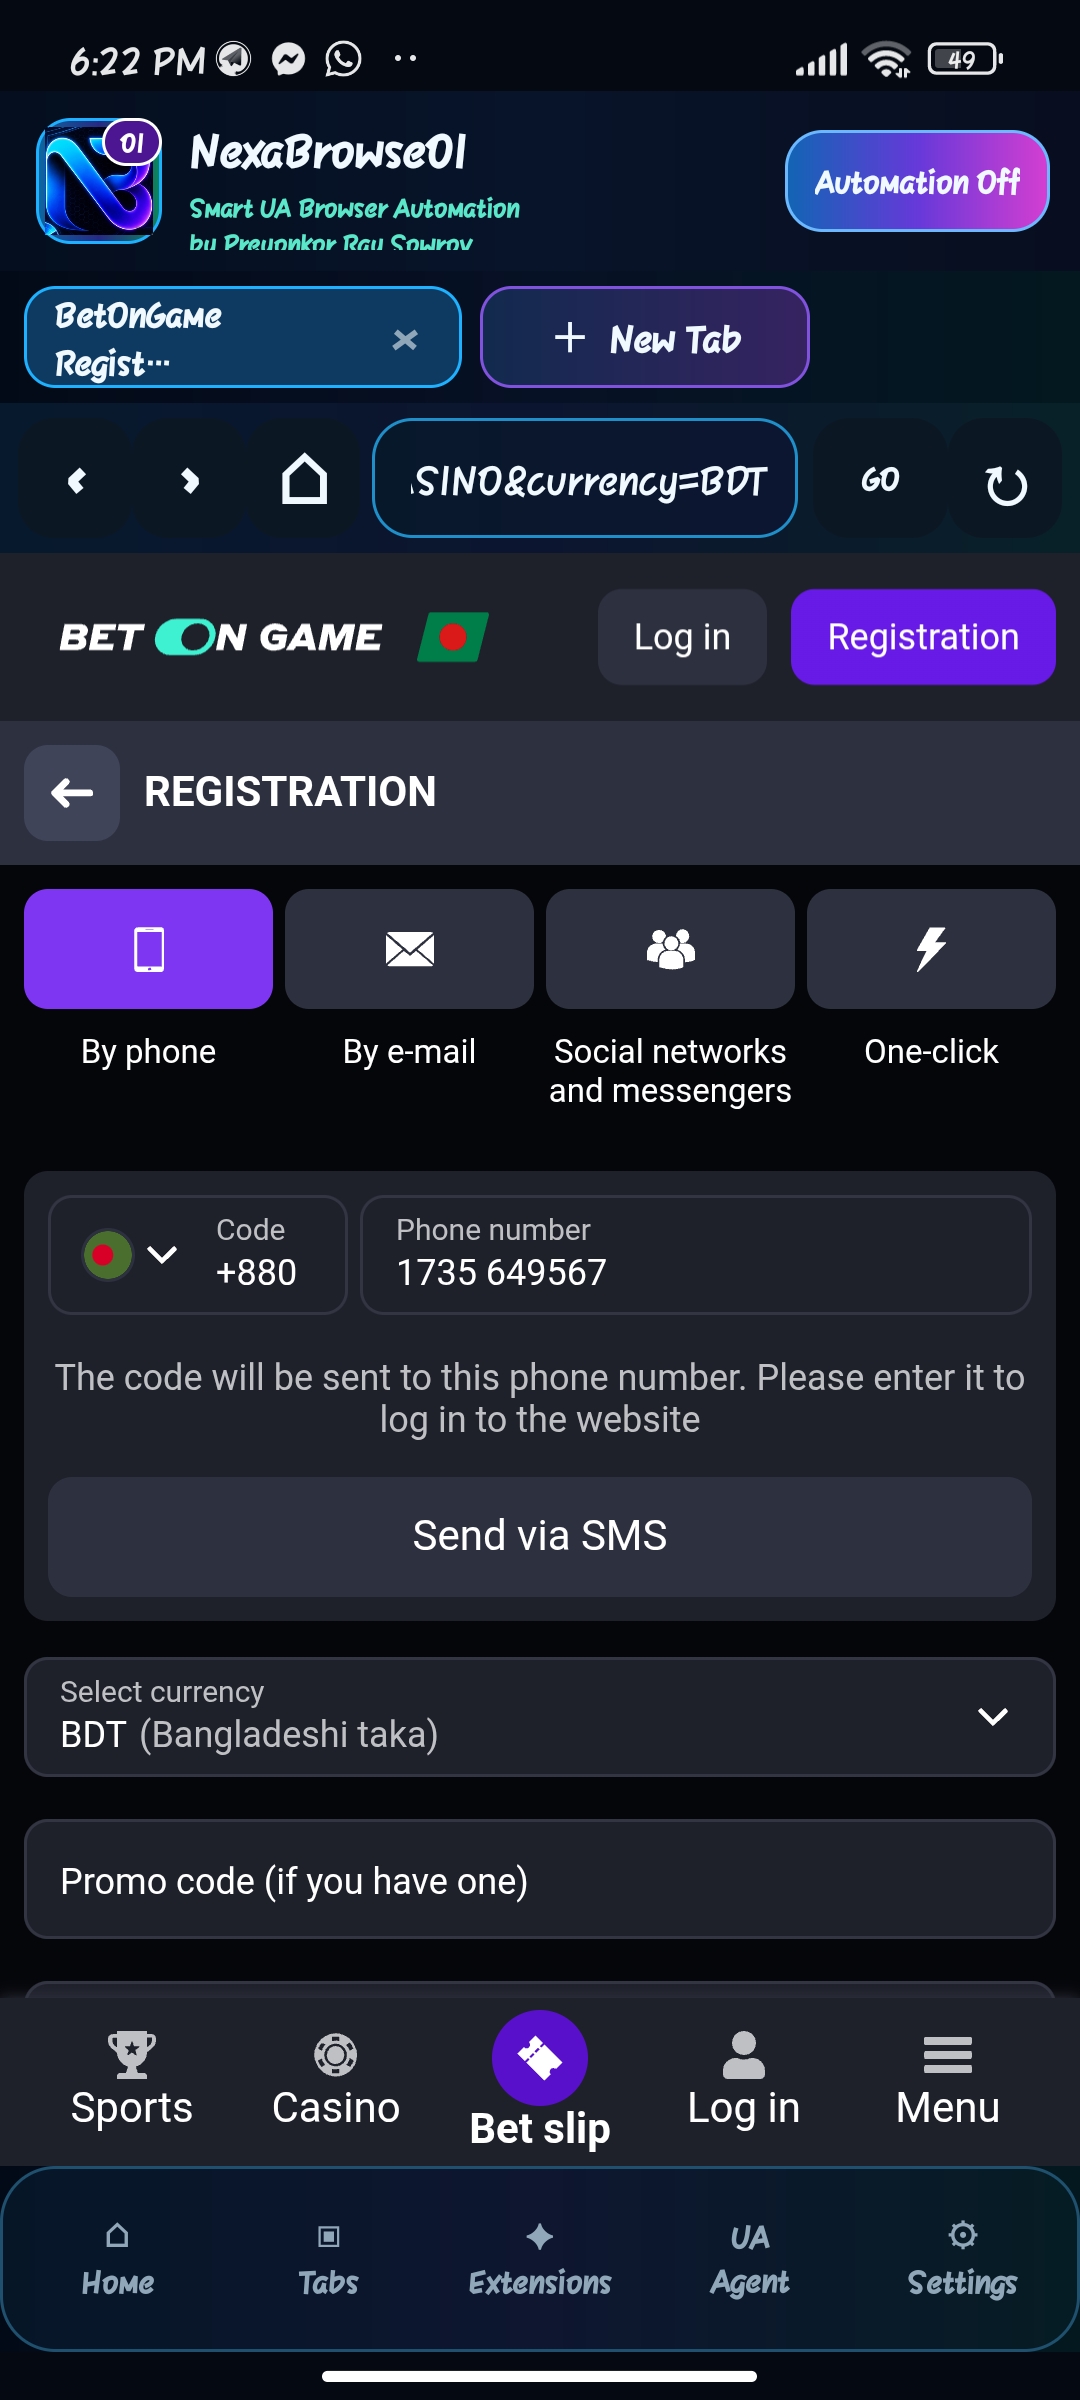 6:22 PM
49
01
NexaBrowse01
Smart UA Browser Automation
by Preyonkor Ray Sowrov
Automation Off
BetOnGame
Regist...
×
+ New Tab
SINO&currency=BDT
GO
BET ON GAME
Log in
Registration
REGISTRATION
By phone
By e-mail
Social networks
and messengers
One-click
Code
+880
Phone number
1735 649567
The code will be sent to this phone number. Please enter it to
log in to the website
Send via SMS
Select currency
BDT (Bangladeshi taka)
Promo code (if you have one)
Sports
Casino
Bet slip
Log in
Menu
Home
Tabs
Extensions
UA
Agent
Settings